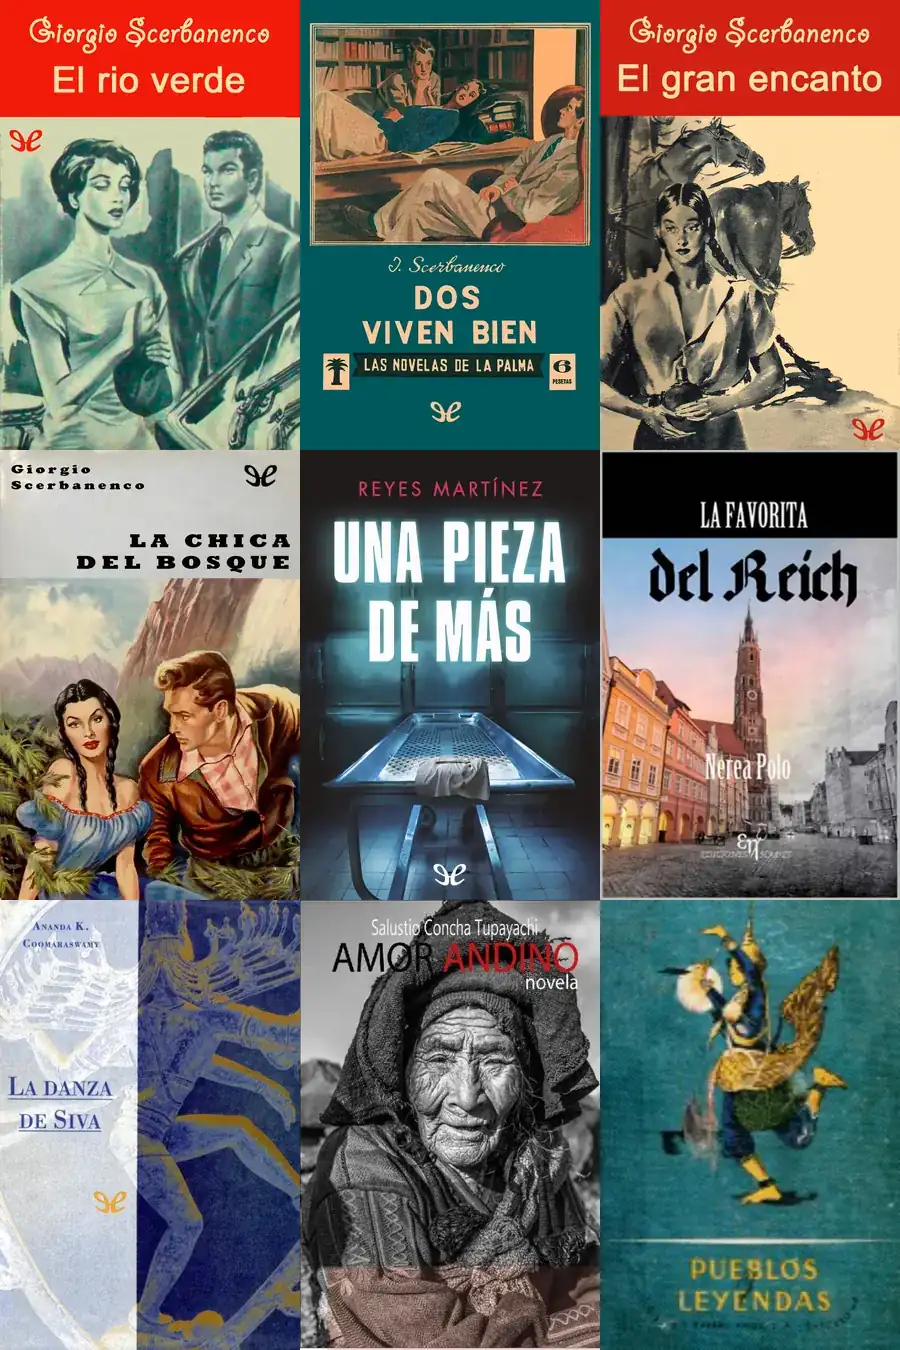 Giorgio Scerbanenco
El rio verde
J. Scerbanenco
DOS
VIVEN BIEN
LAS NOVELAS DE LA PALMA
6
PESETAS
Giorgio Scerbanenco
El gran encanto
Giorgio
Scerbanenco
LA CHICA
DEL BOSQUE
REYES MARTÍNEZ
UNA PIEZA
DE MÁS
LA FAVORITA
del Reich
Nerea Polo
ANANDA K.
COOMARASWAMY
LA DANZA
DE SIVA
Salustio Concha Tupayachi
AMOR ANDINO
novela
PUEBLOS
LEYENDAS